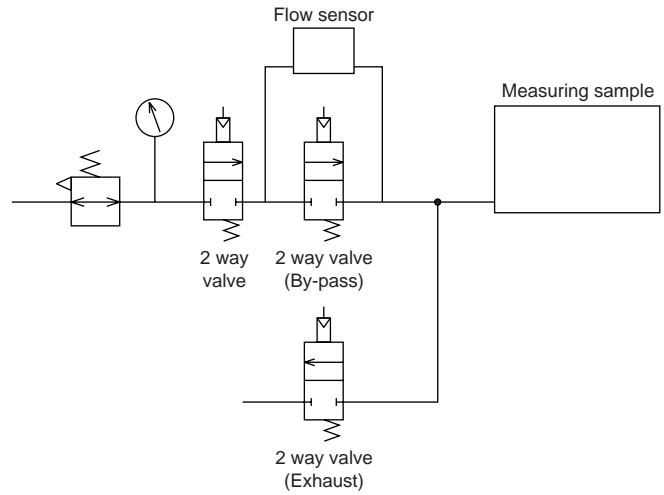 Flow sensor
Measuring sample
2 way
valve
2 way valve
(By-pass)
2 way valve
(Exhaust)